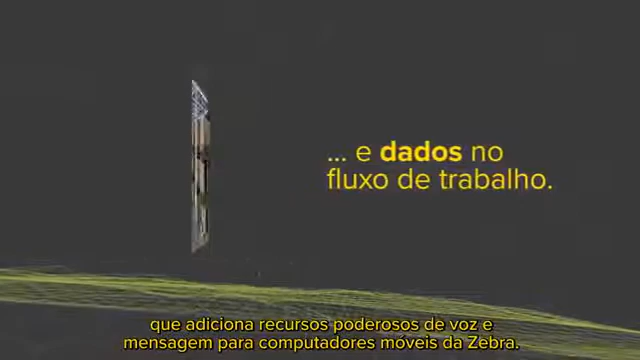 ... e dados no
fluxo de trabalho.
que adiciona recursos poderosos de voz e
mensagem para computadores móveis da Zebra.